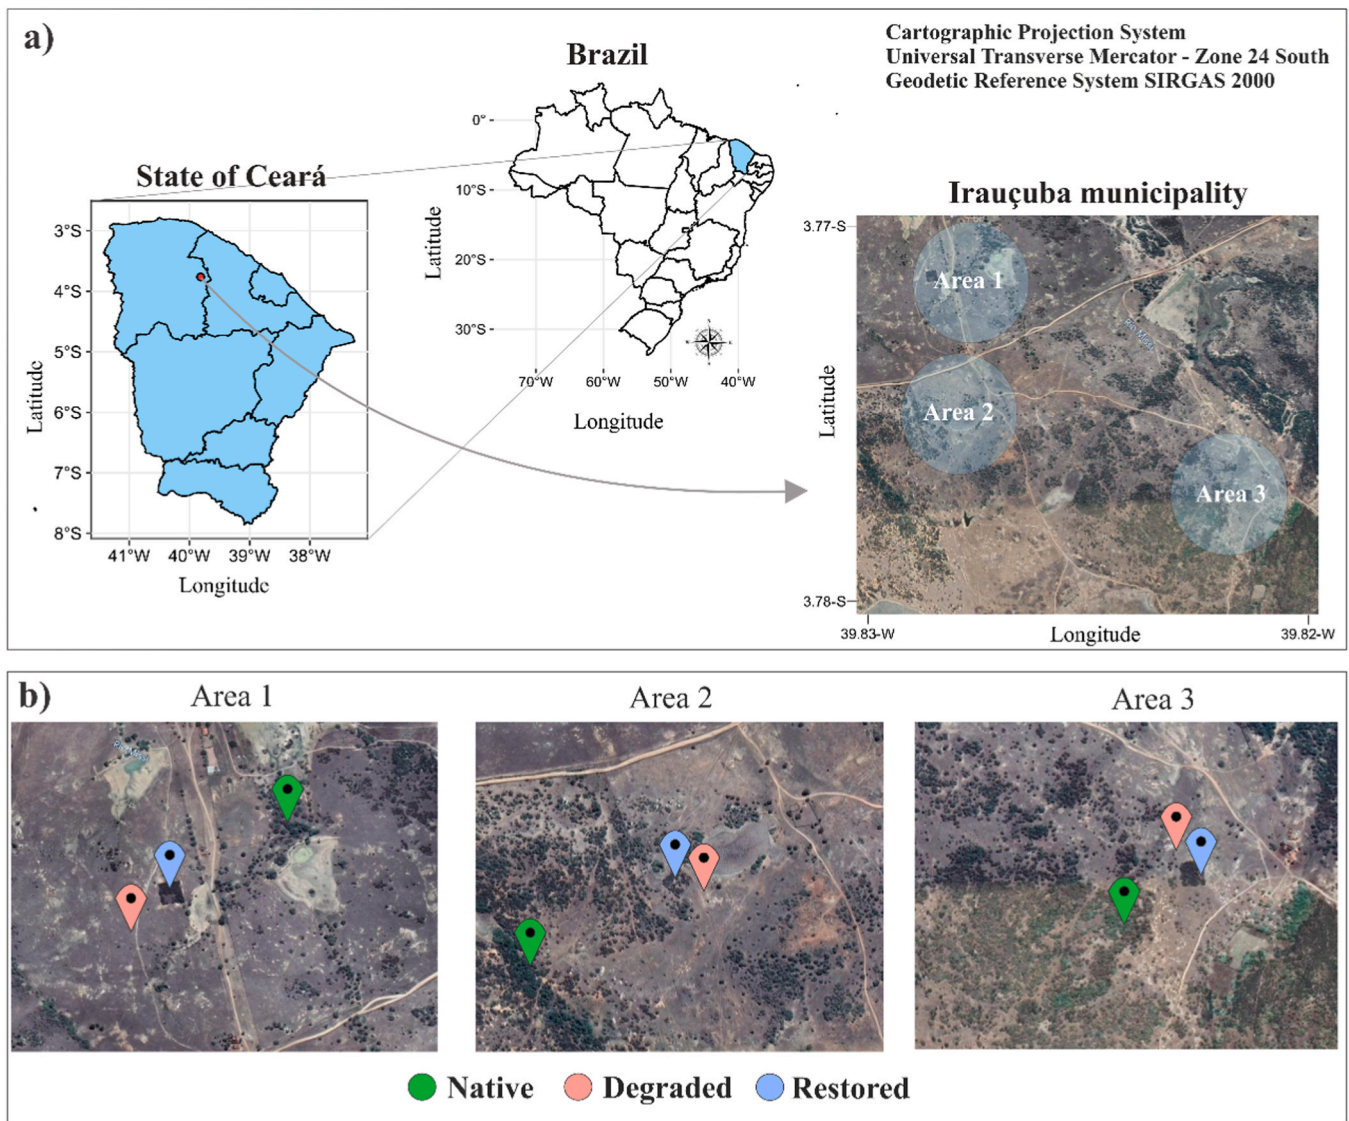 a)
Cartographic Projection System
Universal Transverse Mercator - Zone 24 South
Geodetic Reference System SIRGAS 2000
Brazil
0°
10°S
20°S
30°S
Latitude
70°W 60°W 50°W 40°W
Longitude
State of Ceará
3°S
4°S
5°S
6°S
7°S
8°S
Latitude
41°W 40°W 39°W 38°W
Longitude
Irauçuba municipality
3.77-S
3.78-S
Latitude
Area 1
Area 2
Area 3
39.83-W 39.82-W
Longitude
b)
Area 1
Area 2
Area 3
Native Degraded Restored